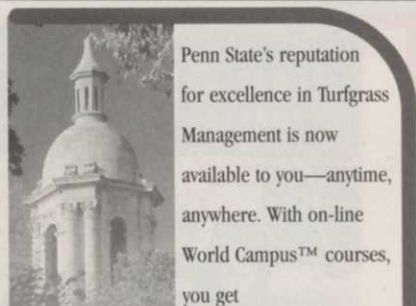 Penn State's reputation
for excellence in Turfgrass
Management is now
available to you—anytime,
anywhere. With on-line
World Campus™ courses,
you get